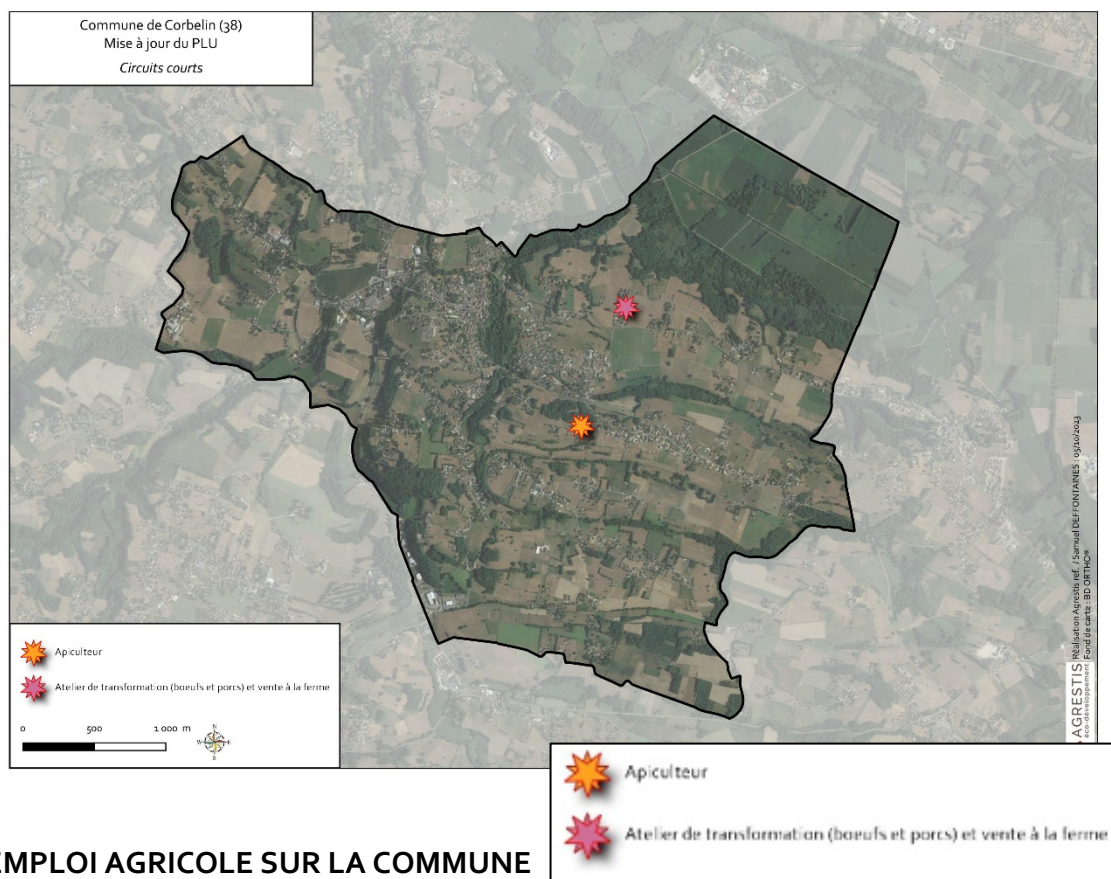 Commune de Corbelin (38)
Mise à jour du PLU
Circuits courts
Apiculteur
Atelier de transformation (boeufs et porcs) et vente à la ferme
0 500 1 000 m
N
W E
S
AGRESTIS
éco-développement
Réalisation Agrestis ref. / Samuel DEFFONTAINES : 05/10/2023
Fond de carte : BD ORTHO®
Apiculteur
Atelier de transformation (boeufs et porcs) et vente à la ferme
EMPLOI AGRICOLE SUR LA COMMUNE